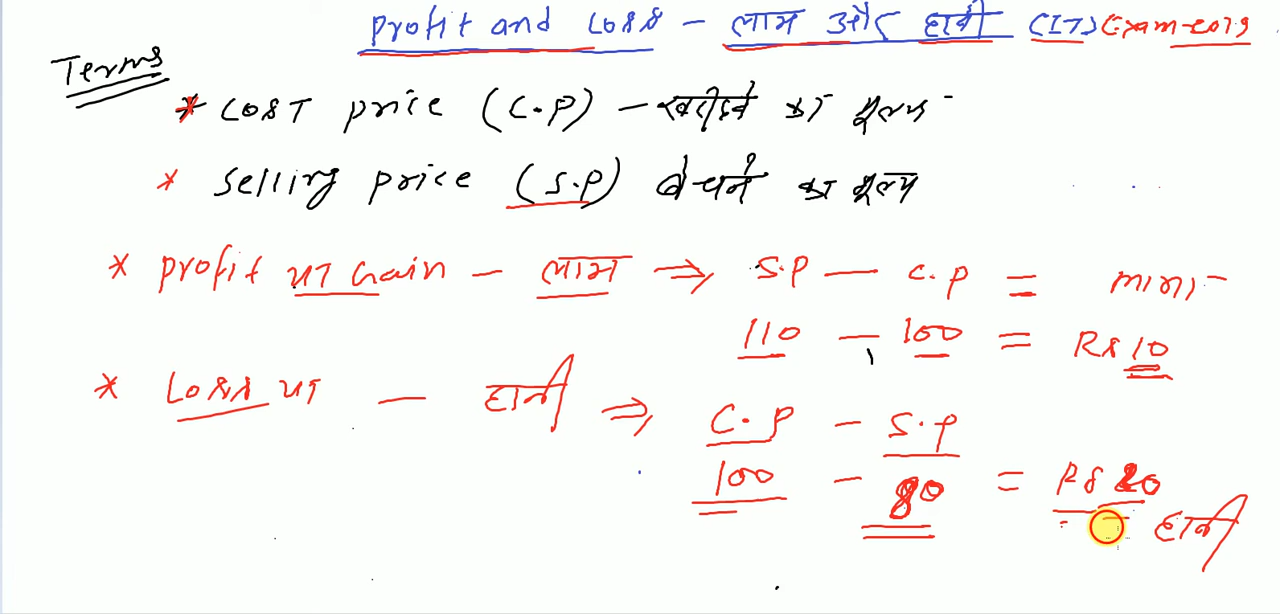 Profit and Loss - लाभ और हानी (ITI) Exam-2019
Terms
* COST price (C.P) - खरीदने का मूल्य
* Selling price (S.P) बेचने का मूल्य
* Profit या Gain - लाभ ⇒ S.P - C.P =
110 - 100 = Rs 10
* Loss या - हानी ⇒ C.P - S.P
100 - 80 = Rs 20
हानी